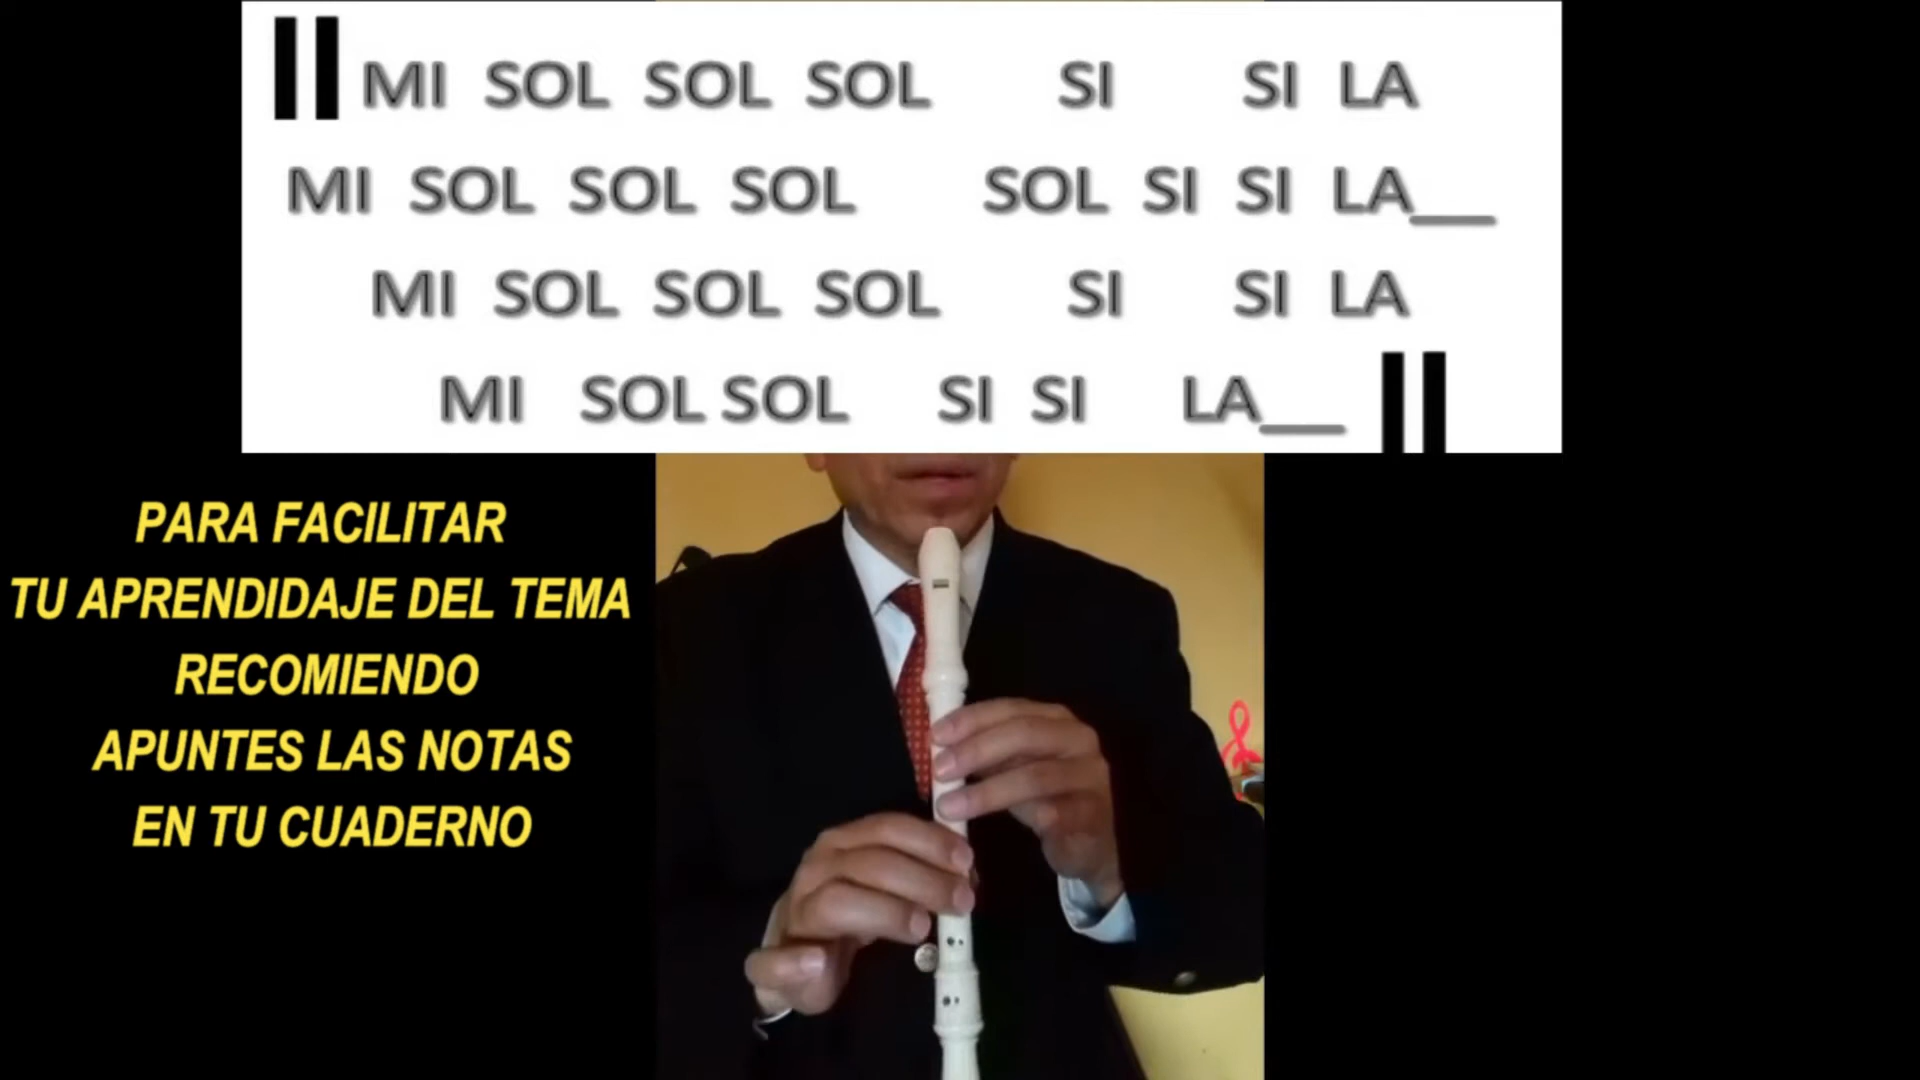 MI SOL SOL SOL SI SI LA
MI SOL SOL SOL SOL SI SI LA__
MI SOL SOL SOL SI SI LA
MI SOL SOL SI SI LA__
PARA FACILITAR
TU APRENDIDAJE DEL TEMA
RECOMIENDO
APUNTES LAS NOTAS
EN TU CUADERNO